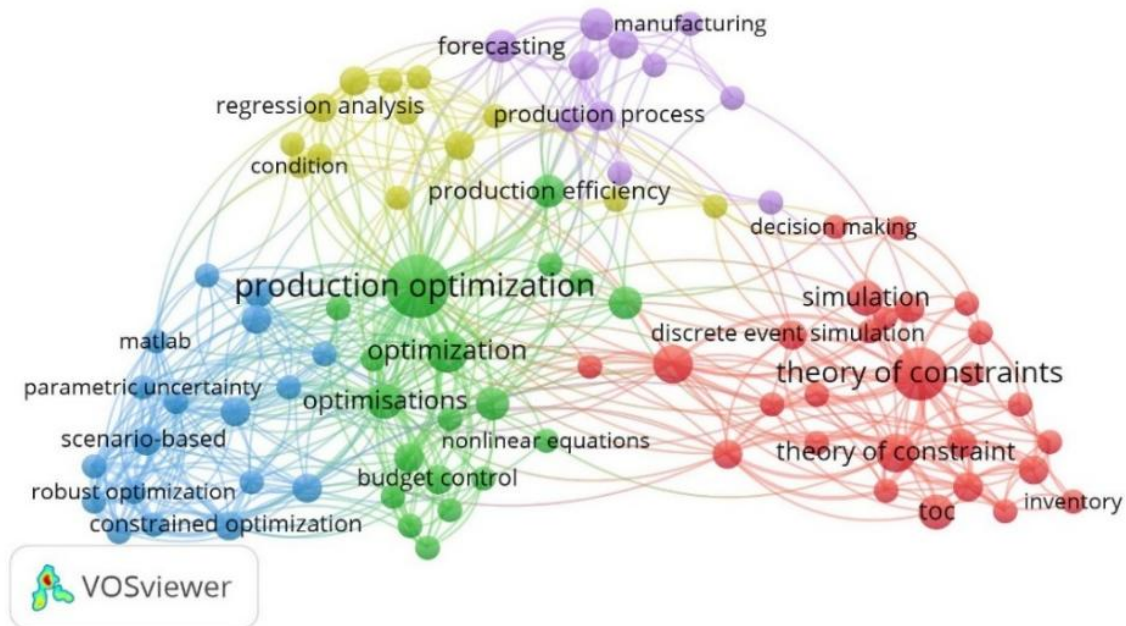 manufacturing
forecasting
regression analysis
production process
condition
production efficiency
decision making
production optimization
simulation
matlab
discrete event simulation
optimization
theory of constraints
parametric uncertainty
optimisations
scenario-based
nonlinear equations
theory of constraint
budget control
robust optimization
inventory
toc
constrained optimization
VOSviewer